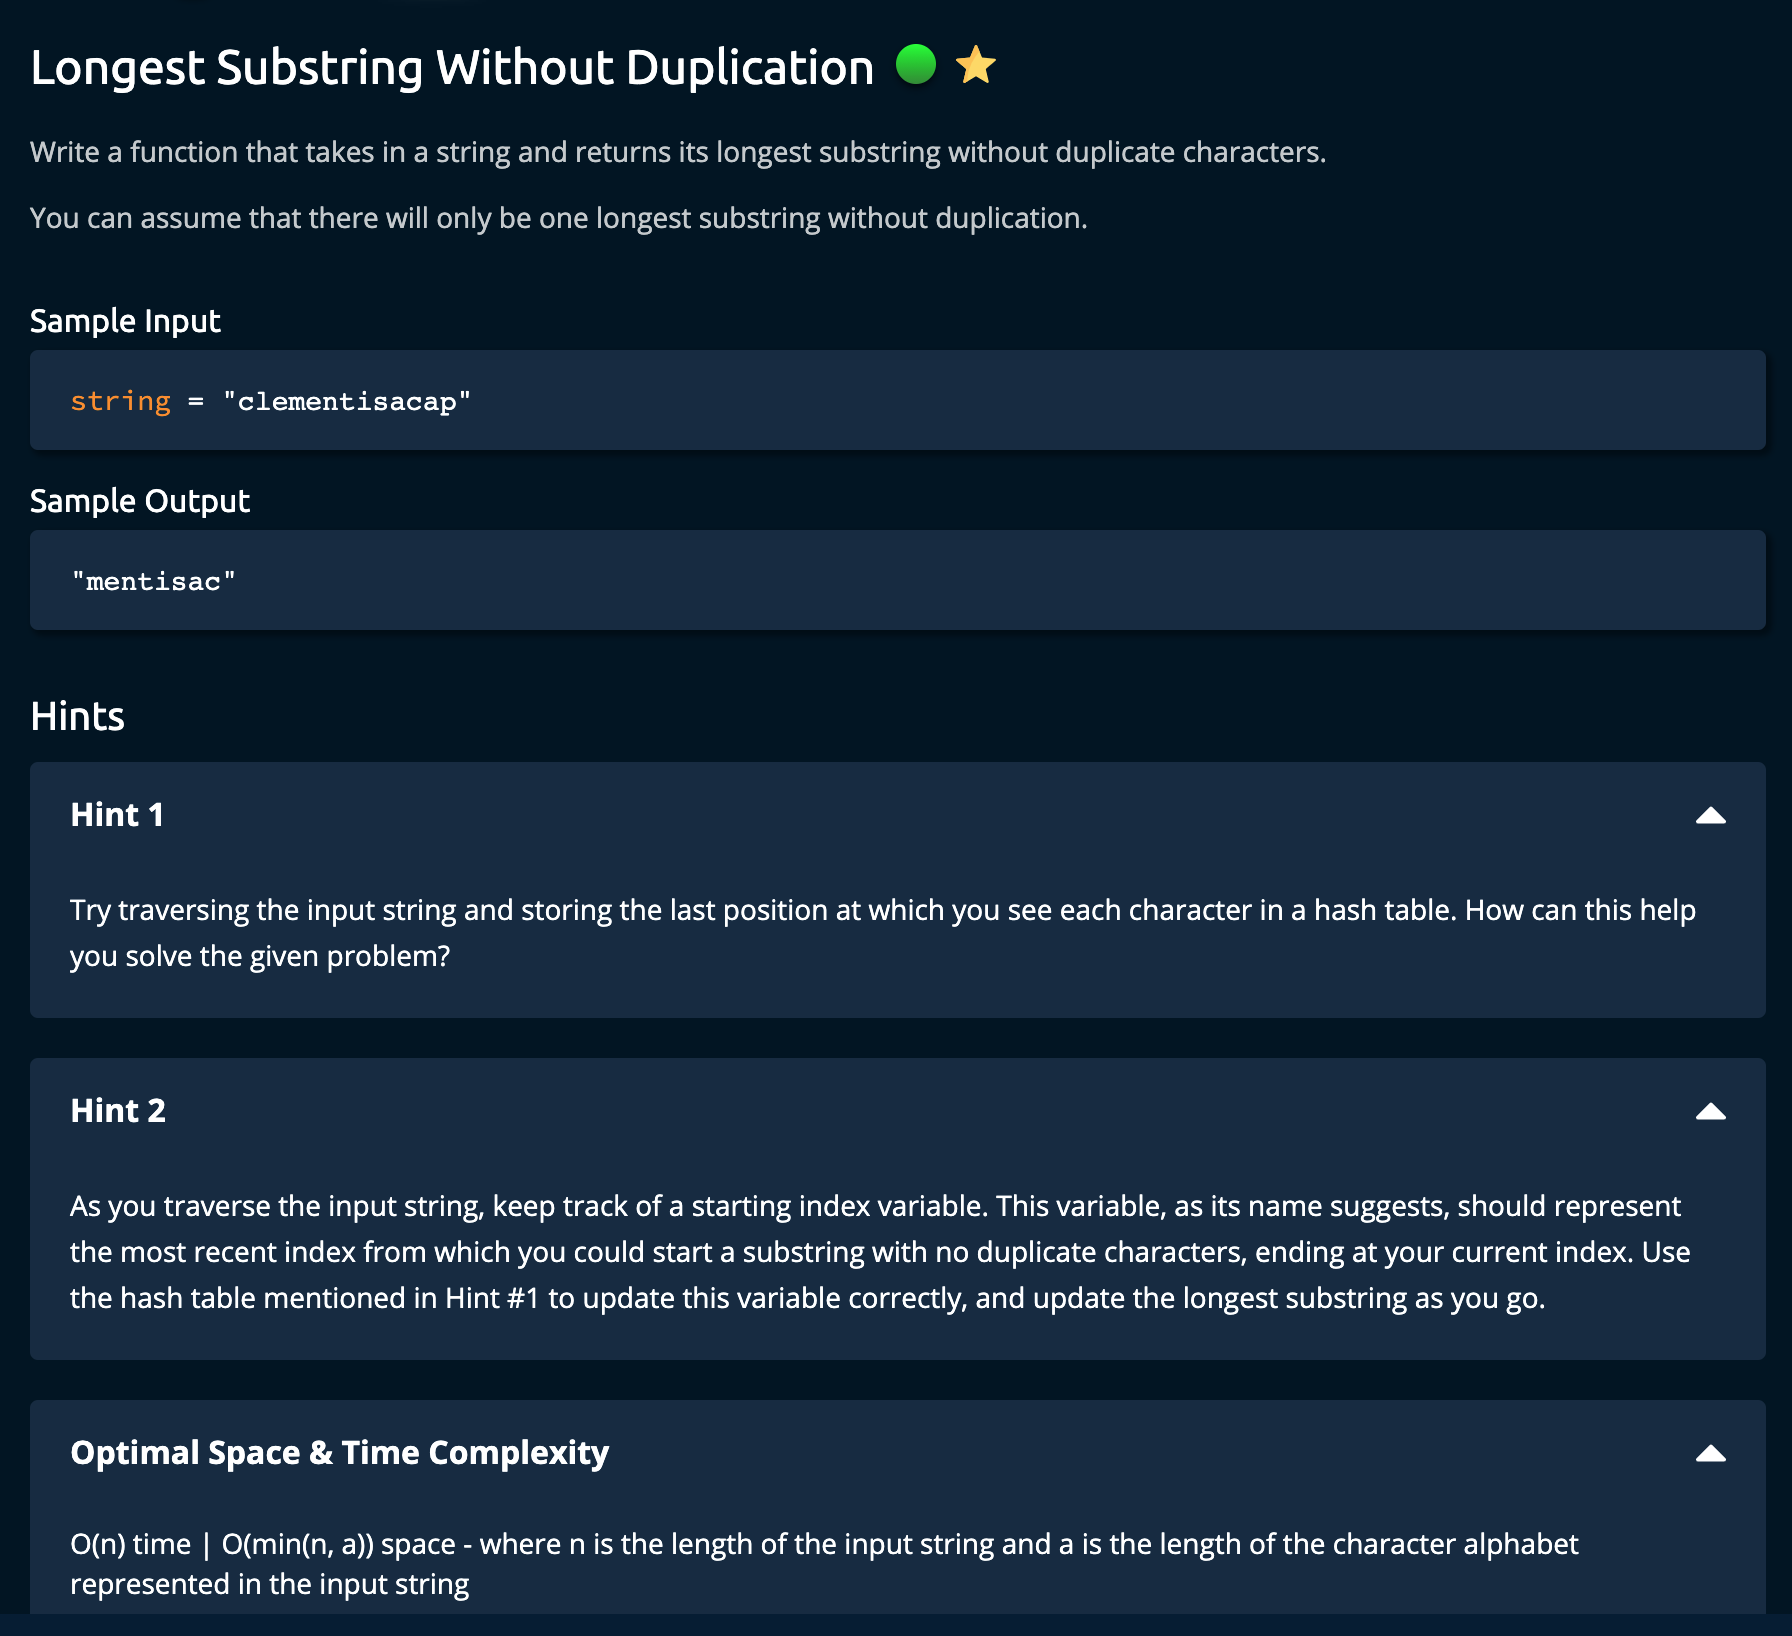 Longest Substring Without Duplication
Write a function that takes in a string and returns its longest substring without duplicate characters.
You can assume that there will only be one longest substring without duplication.
Sample Input
string = "clementisacap"
Sample Output
"mentisac"
Hints
Hint 1
Try traversing the input string and storing the last position at which you see each character in a hash table. How can this help
you solve the given problem?
Hint 2
As you traverse the input string, keep track of a starting index variable. This variable, as its name suggests, should represent
the most recent index from which you could start a substring with no duplicate characters, ending at your current index. Use
the hash table mentioned in Hint #1 to update this variable correctly, and update the longest substring as you go.
Optimal Space & Time Complexity
O(n) time | O(min(n, a)) space - where n is the length of the input string and a is the length of the character alphabet
represented in the input string